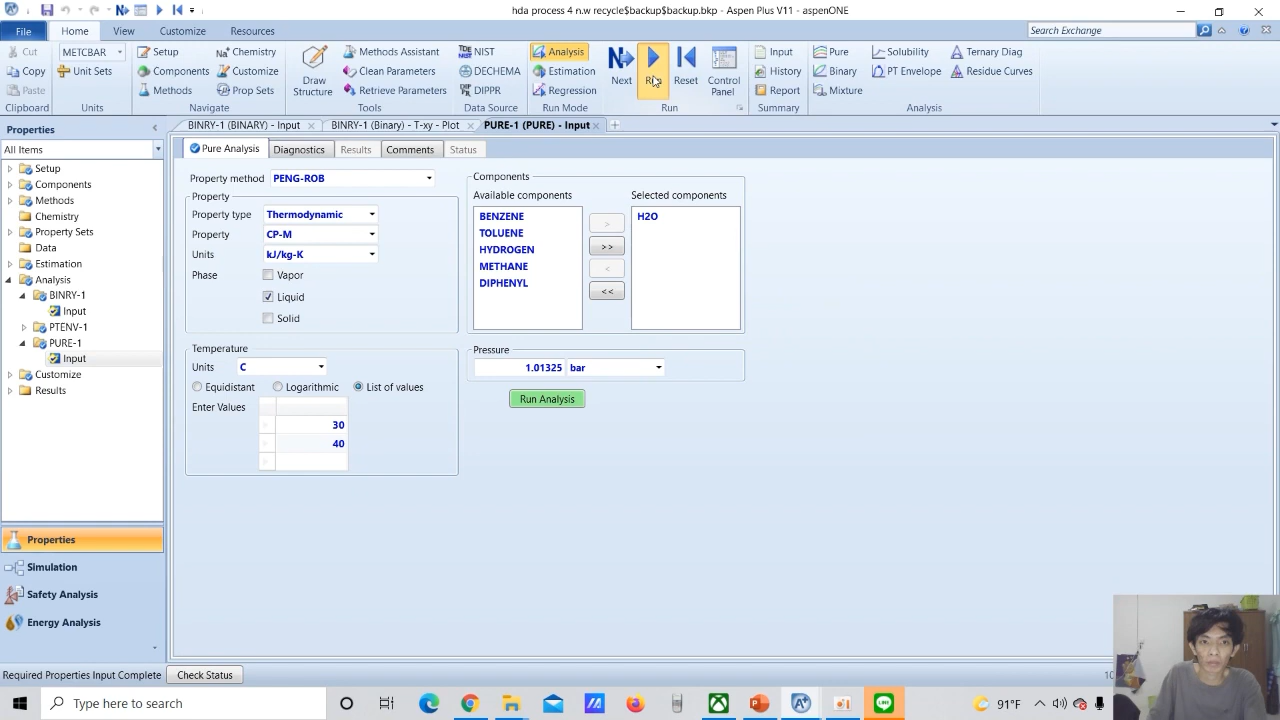 hda process 4 n.w recycle$backup$backup.bkp - Aspen Plus V11 - aspenONE
File Home View Customize Resources Search Exchange
Cut METCBAR Setup Chemistry Methods Assistant NIST Analysis Input Pure Solubility Ternary Diag
Copy Unit Sets Components Customize Draw Structure Clean Parameters DECHEMA Estimation Next Run Reset Control Panel History Binary PT Envelope Residue Curves
Paste Methods Prop Sets Retrieve Parameters DIPPR Regression Report Mixture
Clipboard Units Navigate Tools Data Source Run Mode Run Summary Analysis
Properties
BINRY-1 (BINARY) - Input BINRY-1 (Binary) - T-xy - Plot PURE-1 (PURE) - Input
All Items
Setup
Components
Methods
Chemistry
Property Sets
Data
Estimation
Analysis
BINRY-1
Input
PTENV-1
PURE-1
Input
Customize
Results
Properties
Simulation
Safety Analysis
Energy Analysis
Pure Analysis Diagnostics Results Comments Status
Property method PENG-ROB
Property
Property type Thermodynamic
Property CP-M
Units kJ/kg-K
Phase Vapor
Liquid
Solid
Components
Available components Selected components
BENZENE H2O
TOLUENE
HYDROGEN
METHANE
DIPHENYL
> 
>>
<
<<
Temperature
Units C
Equidistant Logarithmic List of values
Enter Values
30
40
Pressure
1.01325 bar
Run Analysis
Required Properties Input Complete Check Status
Type here to search 91°F